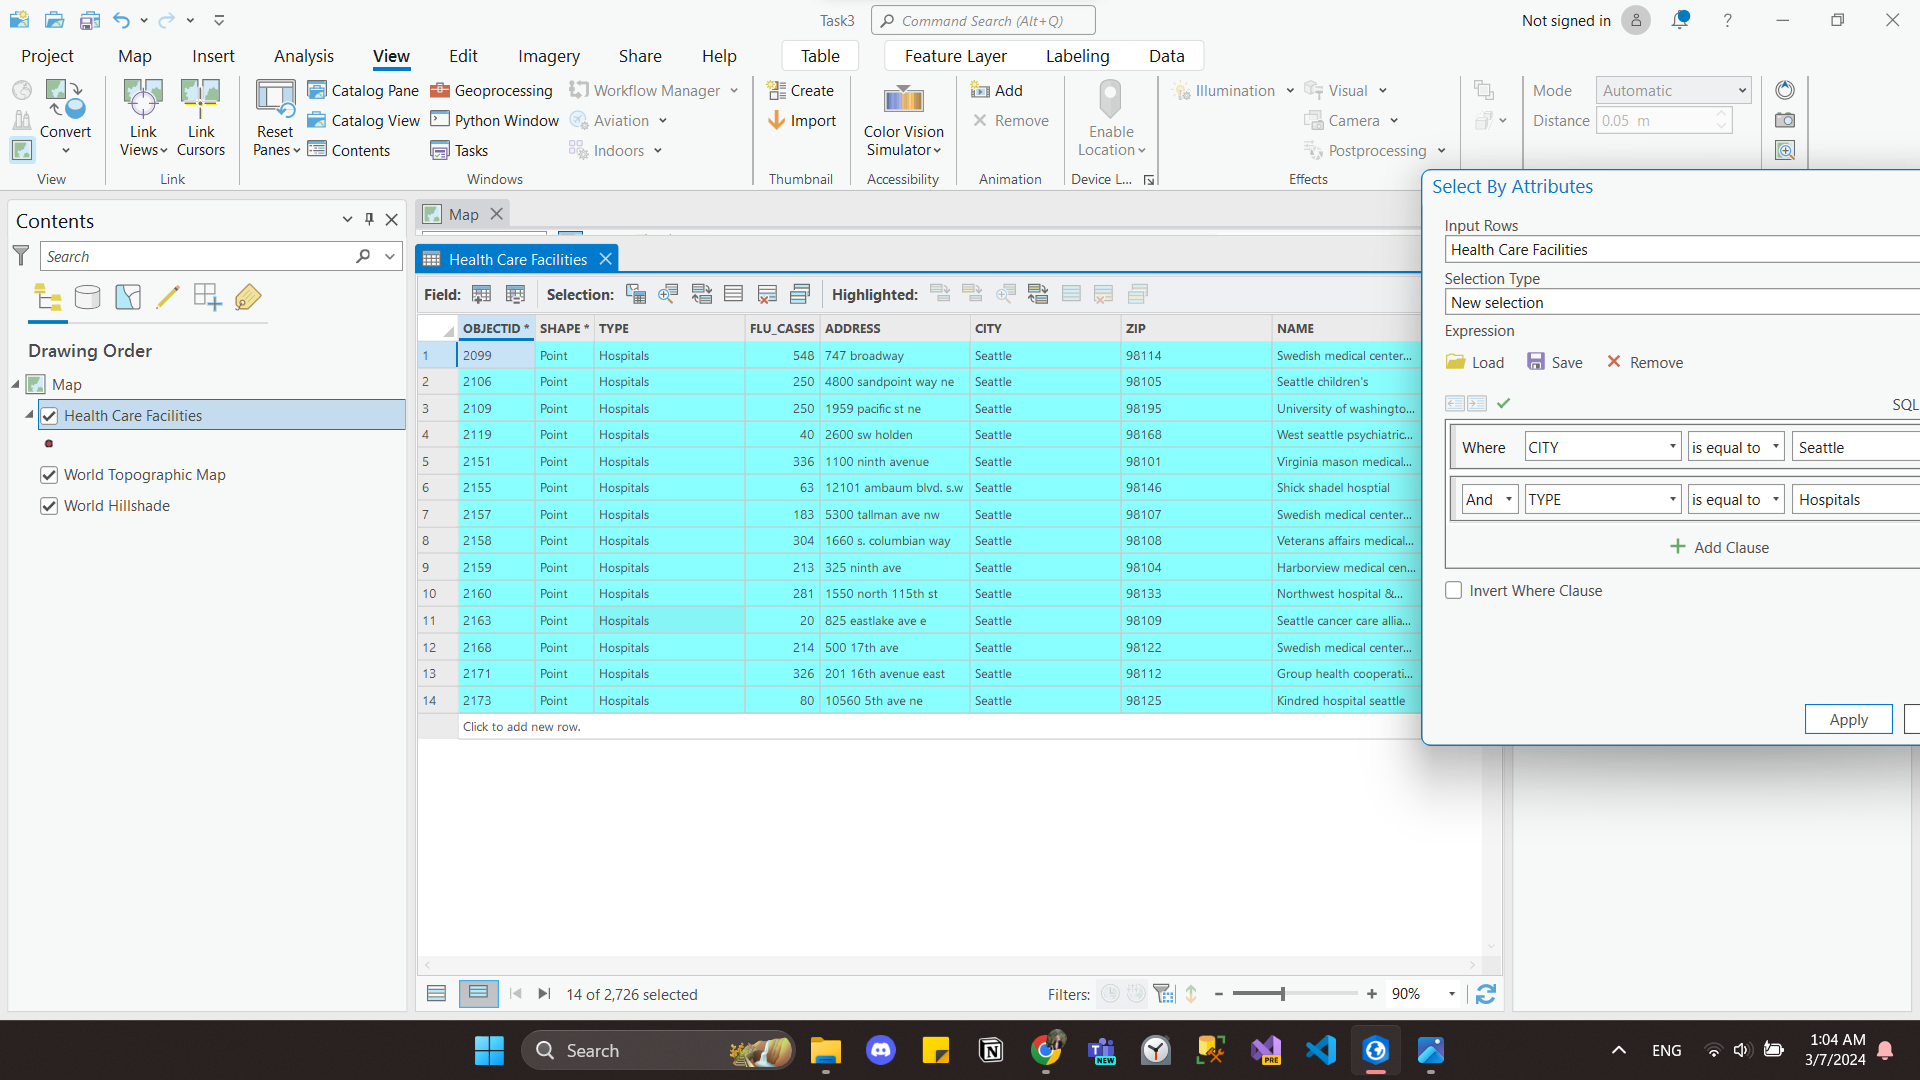 Task3
Command Search (Alt+Q)
Not signed in
Project Map Insert Analysis View Edit Imagery Share Help Table Feature Layer Labeling Data
Convert
Link Views
Link Cursors
Reset Panes
Catalog Pane
Catalog View
Contents
Geoprocessing
Python Window
Tasks
Workflow Manager
Aviation
Indoors
Create
Import
Color Vision Simulator
Add
Remove
Enable Location
Illumination
Visual
Camera
Postprocessing
Mode Automatic
Distance 0.05 m
View Link Windows Thumbnail Accessibility Animation Device L... Effects
Contents
Search
Drawing Order
Map
Health Care Facilities
World Topographic Map
World Hillshade
Map
Health Care Facilities
Field: Selection: Highlighted:
OBJECTID * SHAPE * TYPE FLU_CASES ADDRESS CITY ZIP NAME
1 2099 Point Hospitals 548 747 broadway Seattle 98114 Swedish medical center...
2 2106 Point Hospitals 250 4800 sandpoint way ne Seattle 98105 Seattle children's
3 2109 Point Hospitals 250 1959 pacific st ne Seattle 98195 University of washingto...
4 2119 Point Hospitals 40 2600 sw holden Seattle 98168 West seattle psychiatric...
5 2151 Point Hospitals 336 1100 ninth avenue Seattle 98101 Virginia mason medical...
6 2155 Point Hospitals 63 12101 ambaum blvd. s.w Seattle 98146 Shick shadel hosptial
7 2157 Point Hospitals 183 5300 tallman ave nw Seattle 98107 Swedish medical center...
8 2158 Point Hospitals 304 1660 s. columbian way Seattle 98108 Veterans affairs medical...
9 2159 Point Hospitals 213 325 ninth ave Seattle 98104 Harborview medical cen...
10 2160 Point Hospitals 281 1550 north 115th st Seattle 98133 Northwest hospital &...
11 2163 Point Hospitals 20 825 eastlake ave e Seattle 98109 Seattle cancer care allia...
12 2168 Point Hospitals 214 500 17th ave Seattle 98122 Swedish medical center...
13 2171 Point Hospitals 326 201 16th avenue east Seattle 98112 Group health cooperati...
14 2173 Point Hospitals 80 10560 5th ave ne Seattle 98125 Kindred hospital seattle
Click to add new row.
14 of 2,726 selected
Filters:
90%
Select By Attributes
Input Rows
Health Care Facilities
Selection Type
New selection
Expression
Load Save Remove
SQL
Where CITY is equal to Seattle
And TYPE is equal to Hospitals
Add Clause
Invert Where Clause
Apply
Search
NEW
PRE
ENG
1:04 AM
3/7/2024